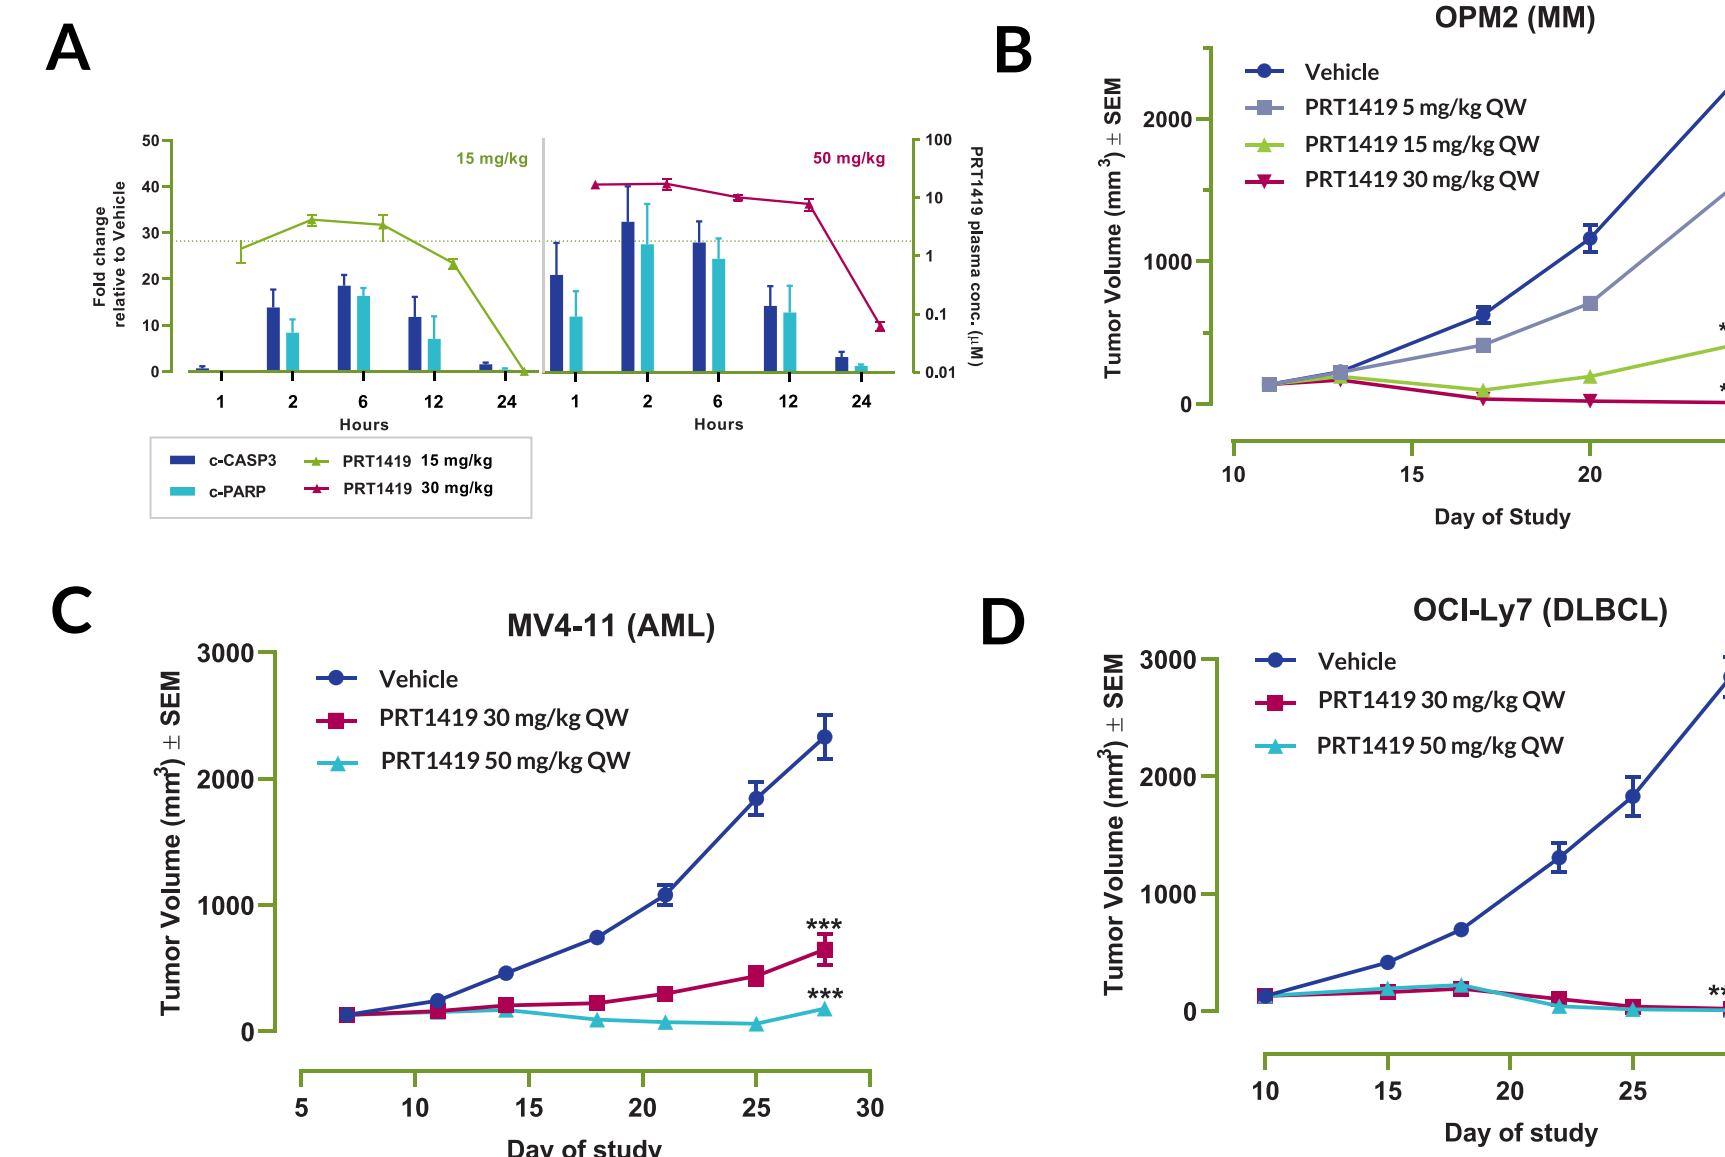 A
50
40
30
20
10
0
Fold change
relative to Vehicle
15 mg/kg
50 mg/kg
100
10
1
0.1
0.01
PRT1419 plasma conc. (μM)
1 2 6 12 24 1 2 6 12 24
Hours Hours
c-CASP3 PRT1419 15 mg/kg
c-PARP PRT1419 30 mg/kg
B
OPM2 (MM)
Vehicle
PRT1419 5 mg/kg QW
PRT1419 15 mg/kg QW
PRT1419 30 mg/kg QW
Tumor Volume (mm³) ± SEM
2000
1000
0
*
*
10 15 20
Day of Study
C
MV4-11 (AML)
Vehicle
PRT1419 30 mg/kg QW
PRT1419 50 mg/kg QW
Tumor Volume (mm³) ± SEM
3000
2000
1000
0
***
***
5 10 15 20 25 30
Day of study
D
OCI-Ly7 (DLBCL)
Vehicle
PRT1419 30 mg/kg QW
PRT1419 50 mg/kg QW
Tumor Volume (mm³) ± SEM
3000
2000
1000
0
**
10 15 20 25
Day of study